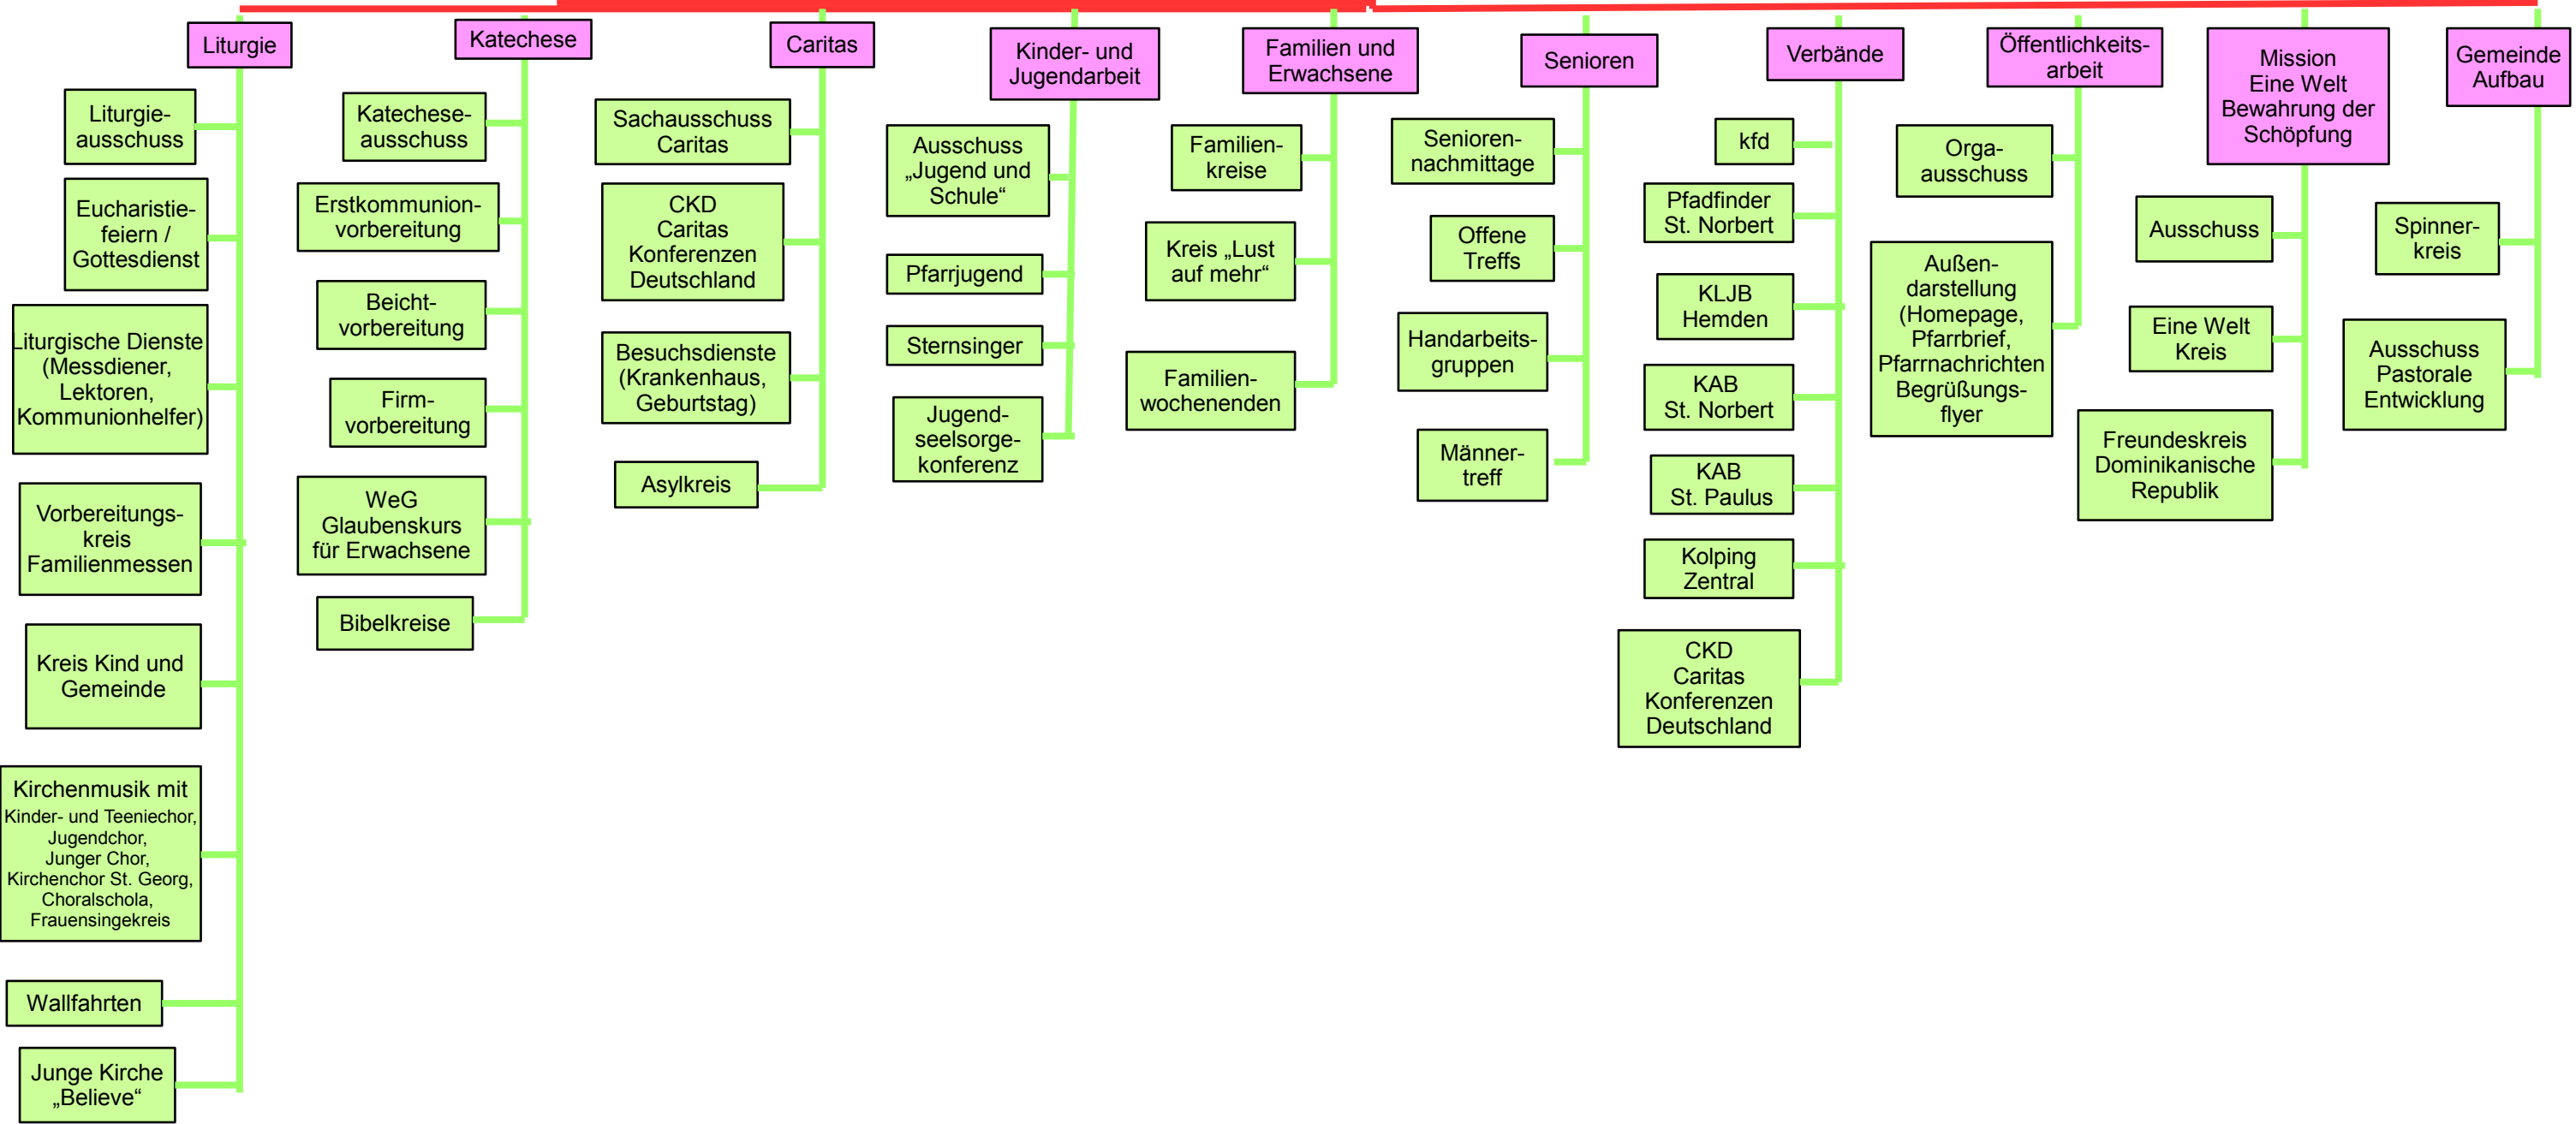 Liturgie
Liturgie-
ausschuss
Eucharistie-
feiern /
Gottesdienst
Liturgische Dienste
(Messdiener,
Lektoren,
Kommunionhelfer)
Vorbereitungs-
kreis
Familienmessen
Kreis Kind und
Gemeinde
Kirchenmusik mit
Kinder- und Teeniechor,
Jugendchor,
Junger Chor,
Kirchenchor St. Georg,
Choralschola,
Frauensingekreis
Wallfahrten
Junge Kirche
„Believe“
Katechese
Katechese-
ausschuss
Erstkommunion-
vorbereitung
Beicht-
vorbereitung
Firm-
vorbereitung
WeG
Glaubenskurs
für Erwachsene
Bibelkreise
Caritas
Sachausschuss
Caritas
CKD
Caritas
Konferenzen
Deutschland
Besuchsdienste
(Krankenhaus,
Geburtstag)
Asylkreis
Kinder- und
Jugendarbeit
Ausschuss
„Jugend und
Schule“
Pfarrjugend
Sternsinger
Jugend-
seelsorge-
konferenz
Familien und
Erwachsene
Familien-
kreise
Kreis „Lust
auf mehr“
Familien-
wochenenden
Senioren
Senioren-
nachmittage
Offene
Treffs
Handarbeits-
gruppen
Männer-
treff
Verbände
kfd
Pfadfinder
St. Norbert
KLJB
Hemden
KAB
St. Norbert
KAB
St. Paulus
Kolping
Zentral
CKD
Caritas
Konferenzen
Deutschland
Öffentlichkeits-
arbeit
Orga-
ausschuss
Außen-
darstellung
(Homepage,
Pfarrbrief,
Pfarrnachrichten
Begrüßungs-
flyer
Mission
Eine Welt
Bewahrung der
Schöpfung
Ausschuss
Eine Welt
Kreis
Freundeskreis
Dominikanische
Republik
Gemeinde
Aufbau
Spinner-
kreis
Ausschuss
Pastorale
Entwicklung